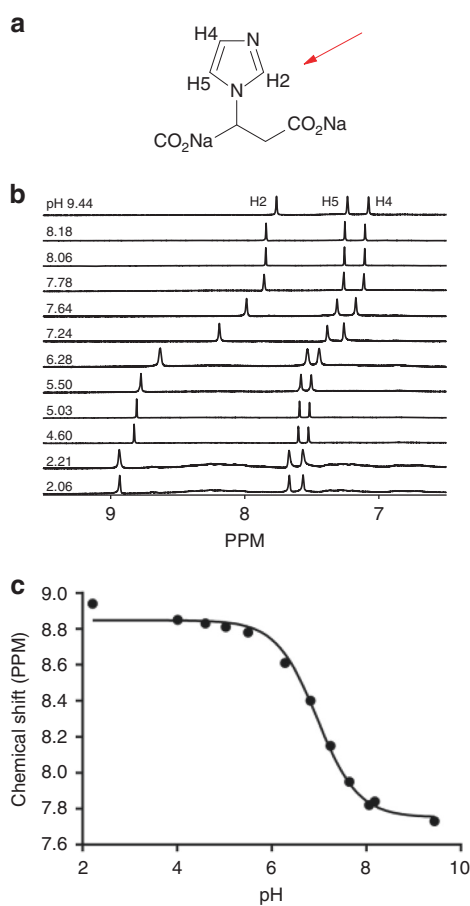 a
H4
N
H5
N
H2
CO₂Na
CO₂Na
b
pH 9.44
H2
H5
H4
8.18
8.06
7.78
7.64
7.24
6.28
5.50
5.03
4.60
2.21
2.06
9
8
7
PPM
c
Chemical shift (PPM)
9.0
8.8
8.6
8.4
8.2
8.0
7.8
7.6
2
4
6
8
10
pH